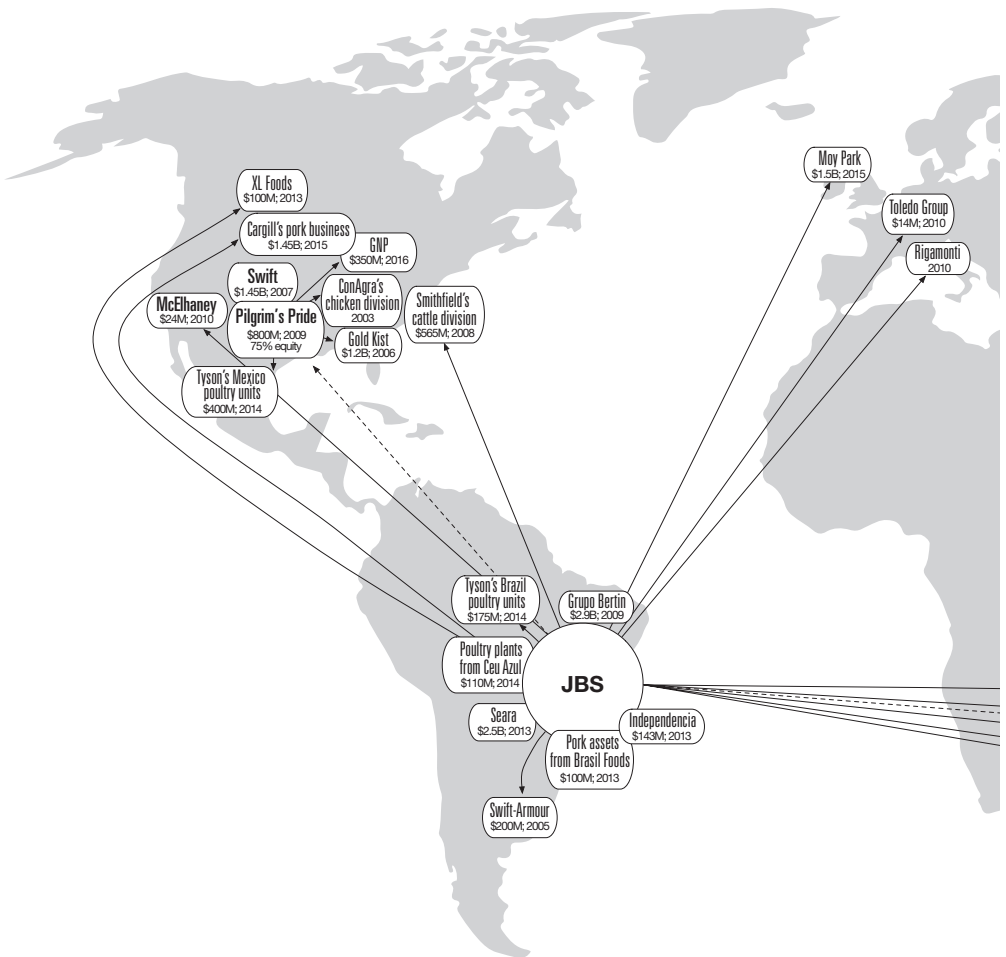 XL Foods
$100M; 2013
Cargill's pork business
$1.45B; 2015
GNP
$350M; 2016
Swift
$1.45B; 2007
ConAgra's
chicken division
2003
McElhaney
$24M; 2010
Pilgrim's Pride
$800M; 2009
75% equity
Gold Kist
$1.2B; 2006
Smithfield's
cattle division
$565M; 2008
Tyson's Mexico
poultry units
$400M; 2014
Moy Park
$1.5B; 2015
Toledo Group
$14M; 2010
Rigamonti
2010
Tyson's Brazil
poultry units
$175M; 2014
Grupo Bertin
$2.9B; 2009
Poultry plants
from Ceu Azul
$110M; 2014
JBS
Seara
$2.5B; 2013
Independencia
$143M; 2013
Pork assets
from Brasil Foods
$100M; 2013
Swift-Armour
$200M; 2005